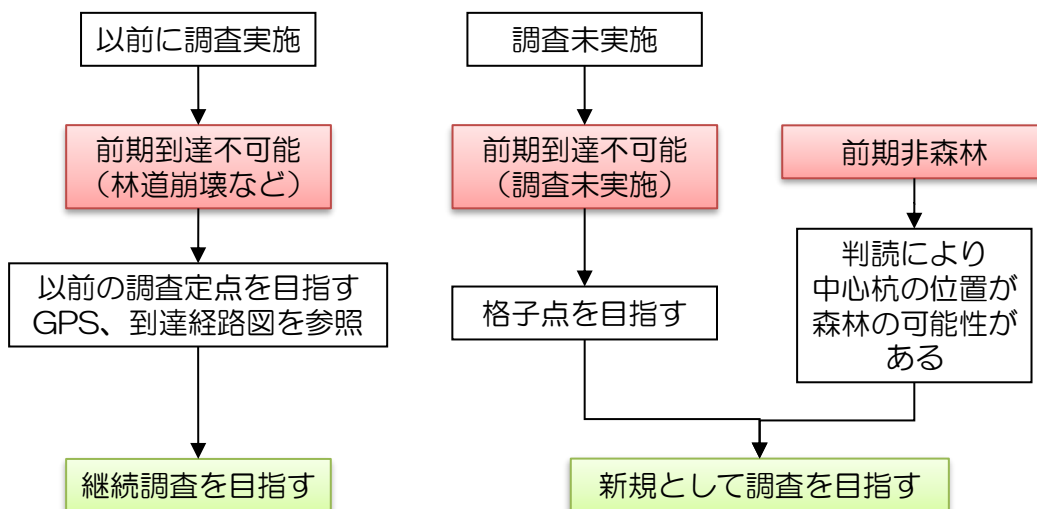 以前に調査実施
調査未実施
前期到達不可能
（林道崩壊など）
前期到達不可能
（調査未実施）
前期非森林
以前の調査定点を目指す
GPS、到達経路図を参照
格子点を目指す
判読により
中心杭の位置が
森林の可能性が
ある
継続調査を目指す
新規として調査を目指す